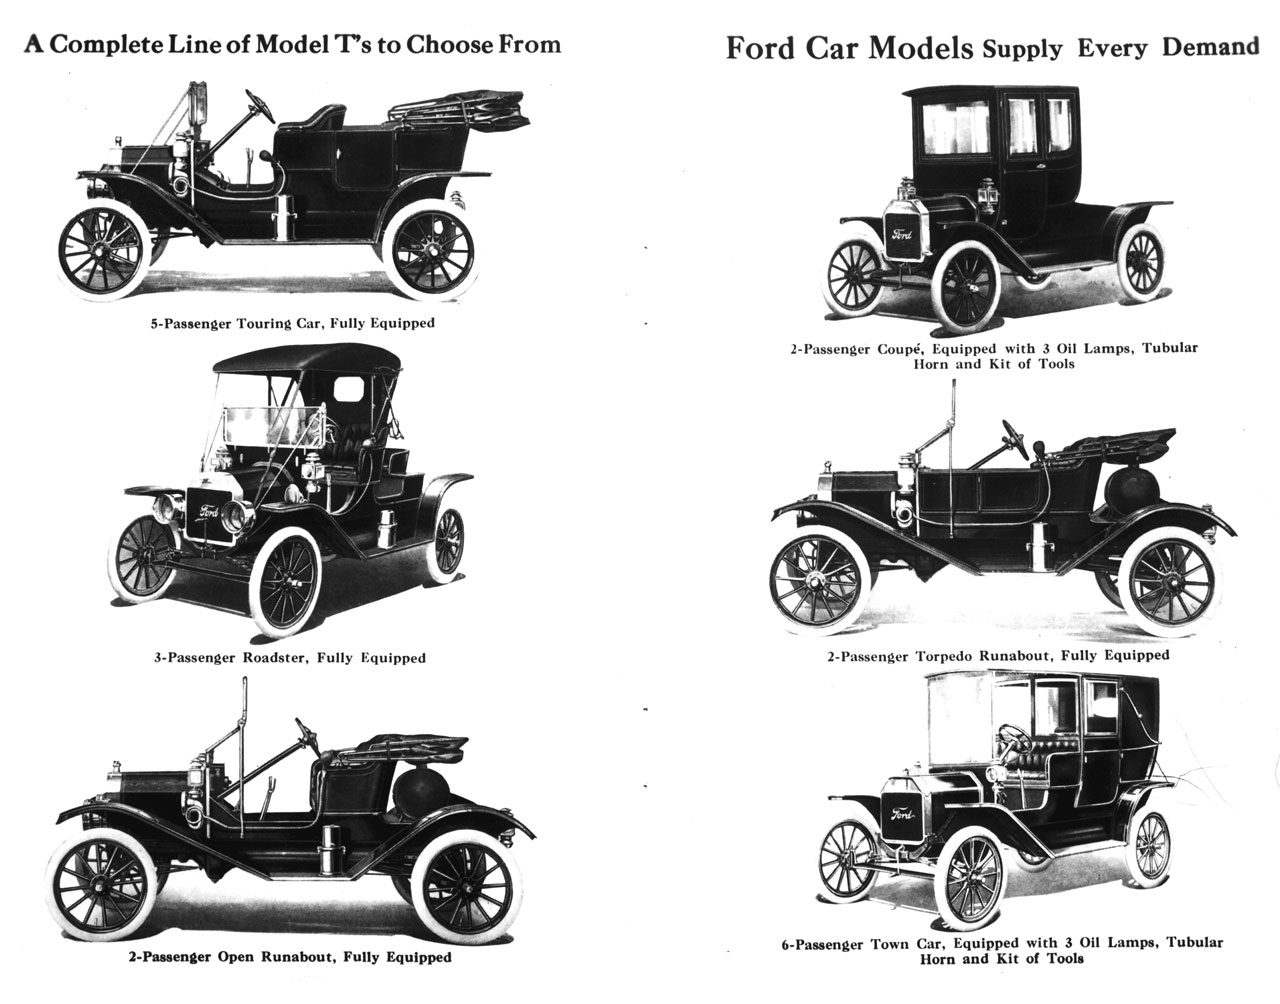 A Complete Line of Model T's to Choose From
5-Passenger Touring Car, Fully Equipped
Ford
3-Passenger Roadster, Fully Equipped
2-Passenger Open Runabout, Fully Equipped
Ford Car Models Supply Every Demand
Ford
2-Passenger Coupé, Equipped with 3 Oil Lamps, Tubular
Horn and Kit of Tools
2-Passenger Torpedo Runabout, Fully Equipped
Ford
6-Passenger Town Car, Equipped with 3 Oil Lamps, Tubular
Horn and Kit of Tools